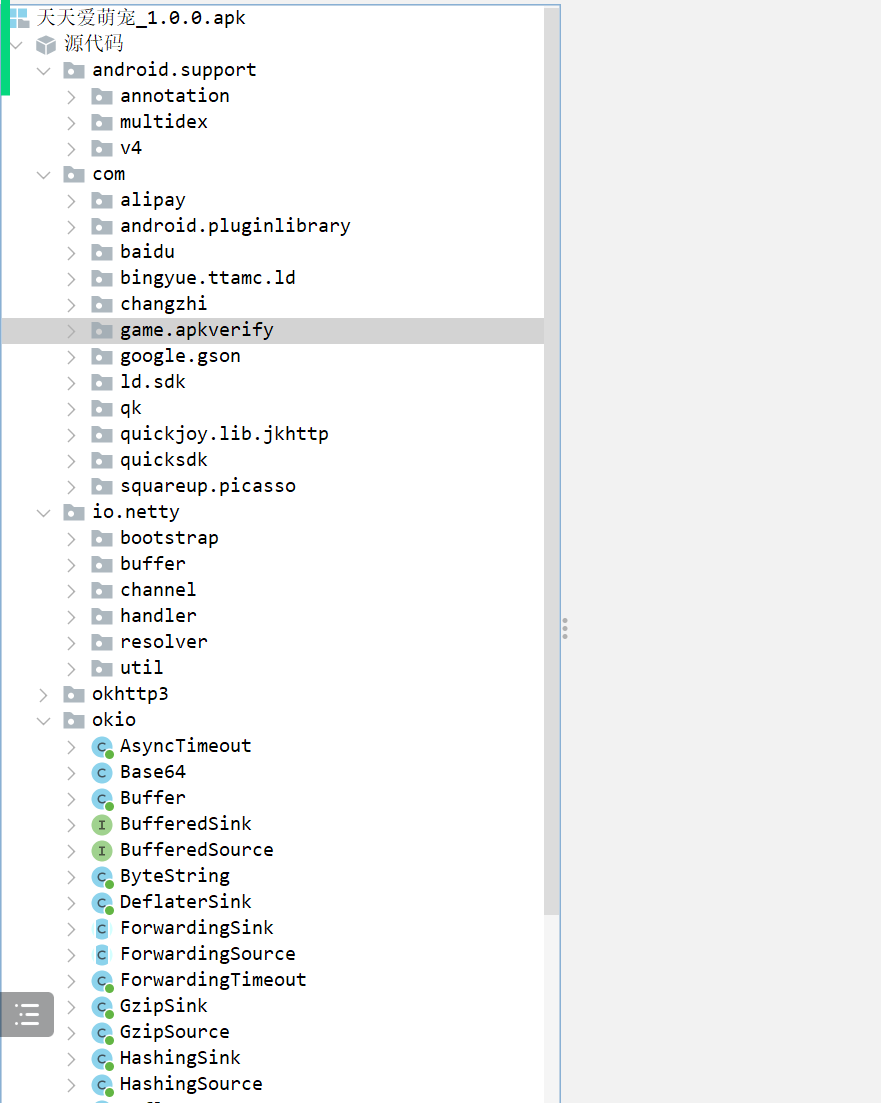 天天爱萌宠_1.0.0.apk
源代码
android.support
annotation
multidex
v4
com
alipay
android.pluginlibrary
baidu
bingyue.ttamc.ld
changzhi
game.apkverify
google.gson
ld.sdk
qk
quickjoy.lib.jkhttp
quicksdk
squareup.picasso
io.netty
bootstrap
buffer
channel
handler
resolver
util
okhttp3
okio
AsyncTimeout
Base64
Buffer
BufferedSink
BufferedSource
ByteString
DeflaterSink
ForwardingSink
ForwardingSource
ForwardingTimeout
GzipSink
GzipSource
HashingSink
HashingSource